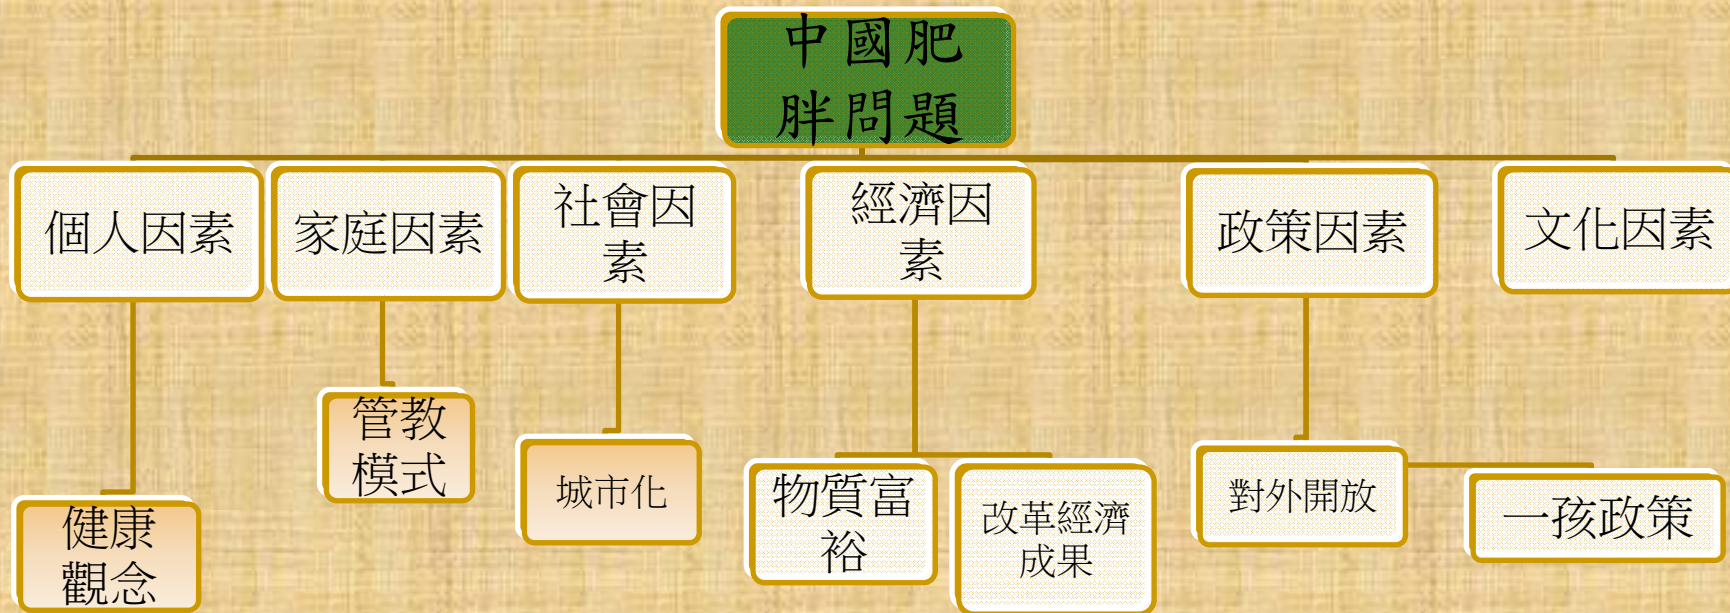 中國肥
胖問題
個人因素
家庭因素
社會因
素
經濟因
素
政策因素
文化因素
健康
觀念
管教
模式
城市化
物質富
裕
改革經濟
成果
對外開放
一孩政策